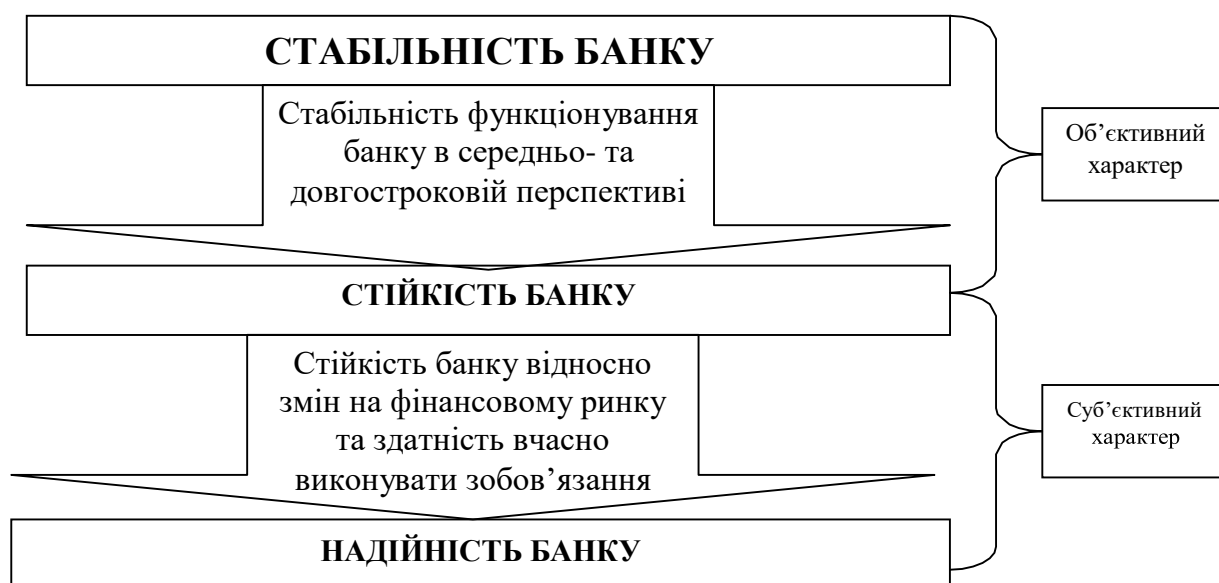 СТАБІЛЬНІСТЬ БАНКУ
Стабільність функціонування
банку в середньо- та
довгостроковій перспективі
Об’єктивний
характер
СТІЙКІСТЬ БАНКУ
Стійкість банку відносно
змін на фінансовому ринку
та здатність вчасно
виконувати зобов’язання
Суб’єктивний
характер
НАДІЙНІСТЬ БАНКУ